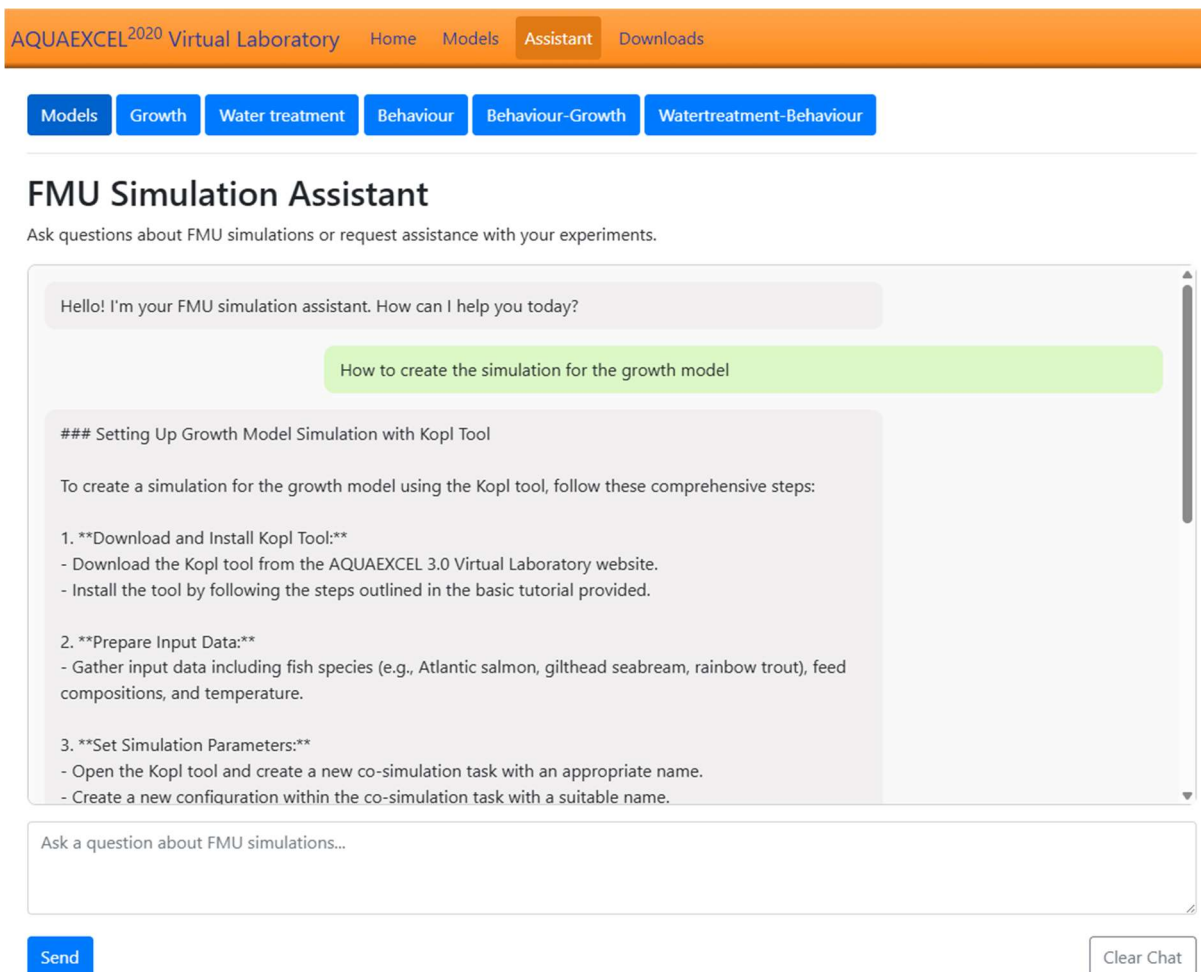 AQUAEXCEL2020 Virtual Laboratory Home Models Assistant Downloads
Models Growth Water treatment Behaviour Behaviour-Growth Watertreatment-Behaviour
FMU Simulation Assistant
Ask questions about FMU simulations or request assistance with your experiments.
Hello! I'm your FMU simulation assistant. How can I help you today?
How to create the simulation for the growth model
### Setting Up Growth Model Simulation with Kopl Tool
To create a simulation for the growth model using the Kopl tool, follow these comprehensive steps:
1. **Download and Install Kopl Tool:**
- Download the Kopl tool from the AQUAEXCEL 3.0 Virtual Laboratory website.
- Install the tool by following the steps outlined in the basic tutorial provided.
2. **Prepare Input Data:**
- Gather input data including fish species (e.g., Atlantic salmon, gilthead seabream, rainbow trout), feed
compositions, and temperature.
3. **Set Simulation Parameters:**
- Open the Kopl tool and create a new co-simulation task with an appropriate name.
- Create a new configuration within the co-simulation task with a suitable name.
Ask a question about FMU simulations...
Send Clear Chat